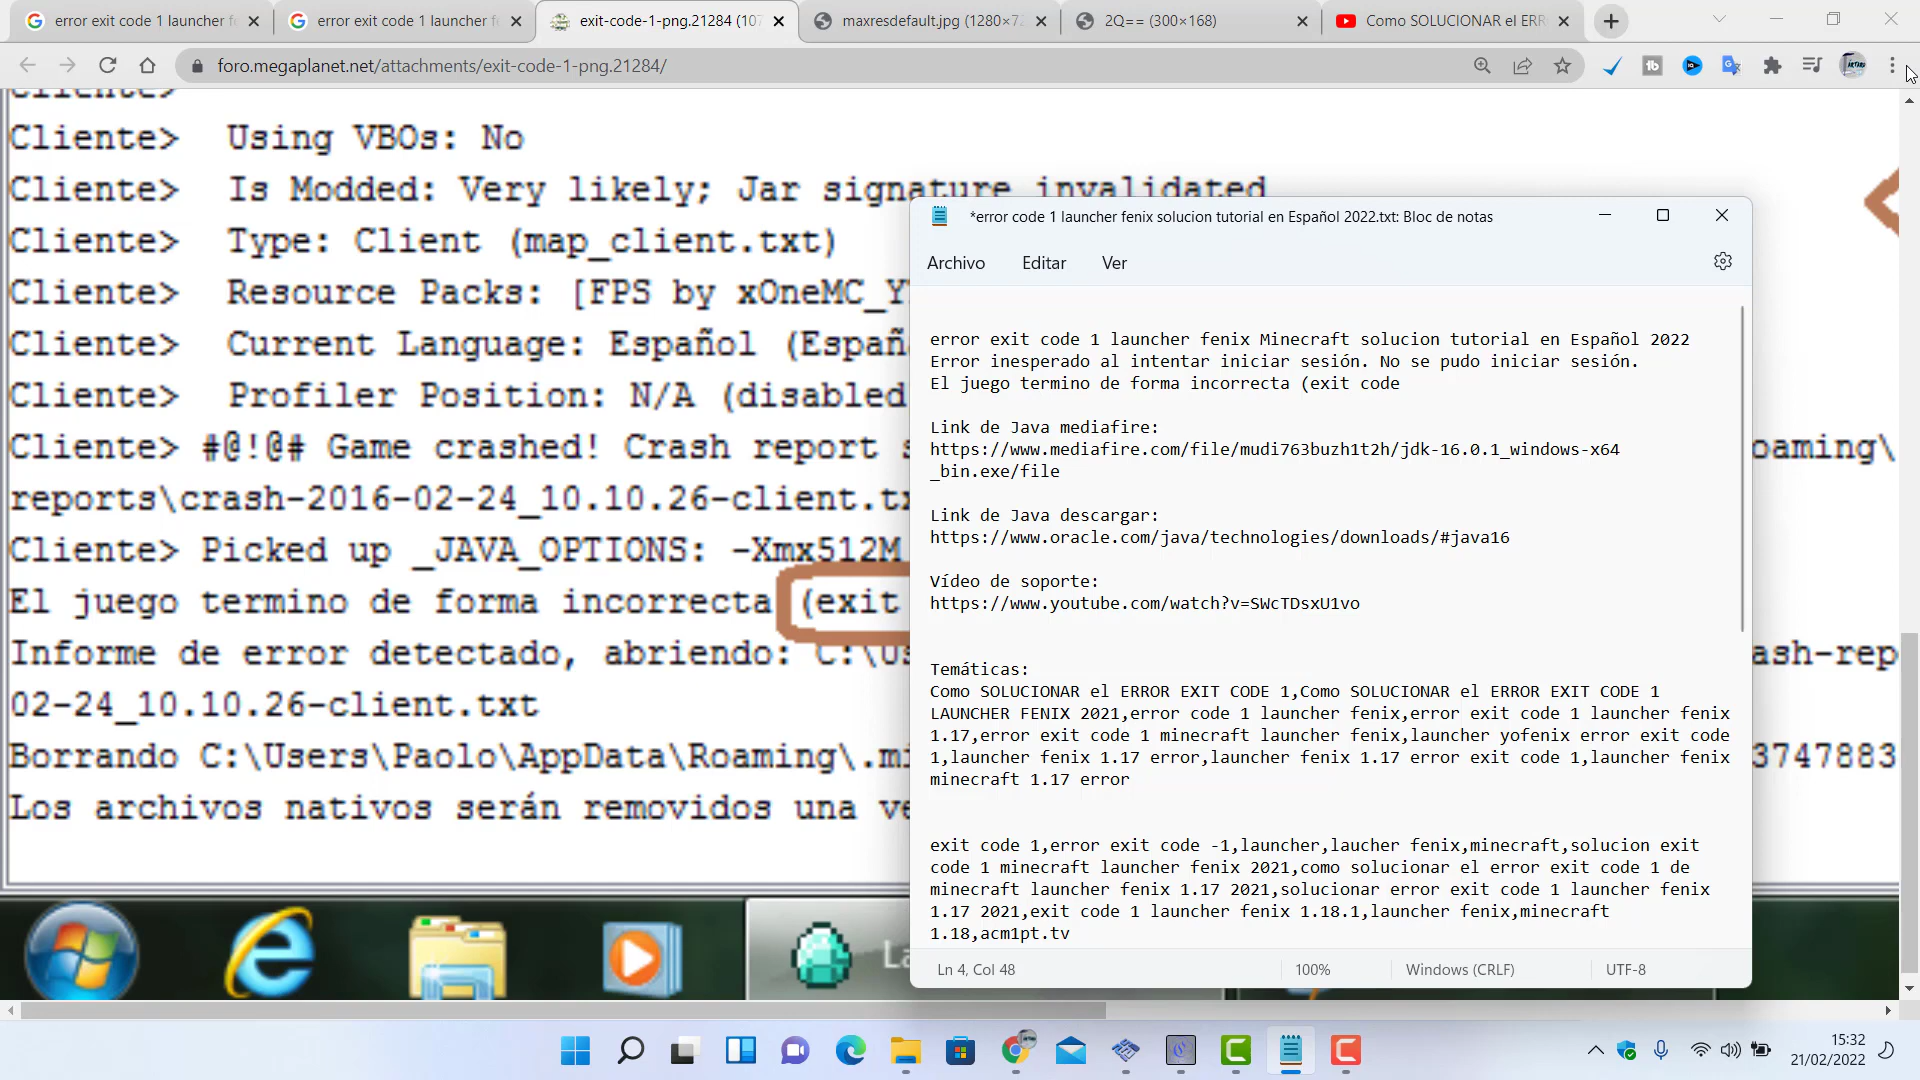 error exit code 1 launcher f
error exit code 1 launcher f
exit-code-1-png.21284 (107
maxresdefault.jpg (1280×72
2Q== (300×168)
Como SOLUCIONAR el ERR
foro.megaplanet.net/attachments/exit-code-1-png.21284/
Cliente>
Cliente> Using VBOs: No
Cliente> Is Modded: Very likely; Jar signature invalidated
Cliente> Type: Client (map_client.txt)
Cliente> Resource Packs: [FPS by xOneMC_Y
Cliente> Current Language: Español (Españ
Cliente> Profiler Position: N/A (disabled
Cliente> #@!@# Game crashed! Crash report s
oaming\
reports\crash-2016-02-24_10.10.26-client.tx
Cliente> Picked up _JAVA_OPTIONS: -Xmx512M
El juego termino de forma incorrecta (exit
Informe de error detectado, abriendo: C:\Us
ash-rep
02-24_10.10.26-client.txt
Borrando C:\Users\Paolo\AppData\Roaming\.mi
3747883
Los archivos nativos serán removidos una ve
La
*error code 1 launcher fenix solucion tutorial en Español 2022.txt: Bloc de notas
Archivo Editar Ver
error exit code 1 launcher fenix Minecraft solucion tutorial en Español 2022
Error inesperado al intentar iniciar sesión. No se pudo iniciar sesión.
El juego termino de forma incorrecta (exit code
Link de Java mediafire:
https://www.mediafire.com/file/mudi763buzh1t2h/jdk-16.0.1_windows-x64
_bin.exe/file
Link de Java descargar:
https://www.oracle.com/java/technologies/downloads/#java16
Vídeo de soporte:
https://www.youtube.com/watch?v=SWcTDsxU1vo
Temáticas:
Como SOLUCIONAR el ERROR EXIT CODE 1,Como SOLUCIONAR el ERROR EXIT CODE 1
LAUNCHER FENIX 2021,error code 1 launcher fenix,error exit code 1 launcher fenix
1.17,error exit code 1 minecraft launcher fenix,launcher yofenix error exit code
1,launcher fenix 1.17 error,launcher fenix 1.17 error exit code 1,launcher fenix
minecraft 1.17 error
exit code 1,error exit code -1,launcher,laucher fenix,minecraft,solucion exit
code 1 minecraft launcher fenix 2021,como solucionar el error exit code 1 de
minecraft launcher fenix 1.17 2021,solucionar error exit code 1 launcher fenix
1.17 2021,exit code 1 launcher fenix 1.18.1,launcher fenix,minecraft
1.18,acm1pt.tv
Ln 4, Col 48
100%
Windows (CRLF)
UTF-8
15:32
21/02/2022